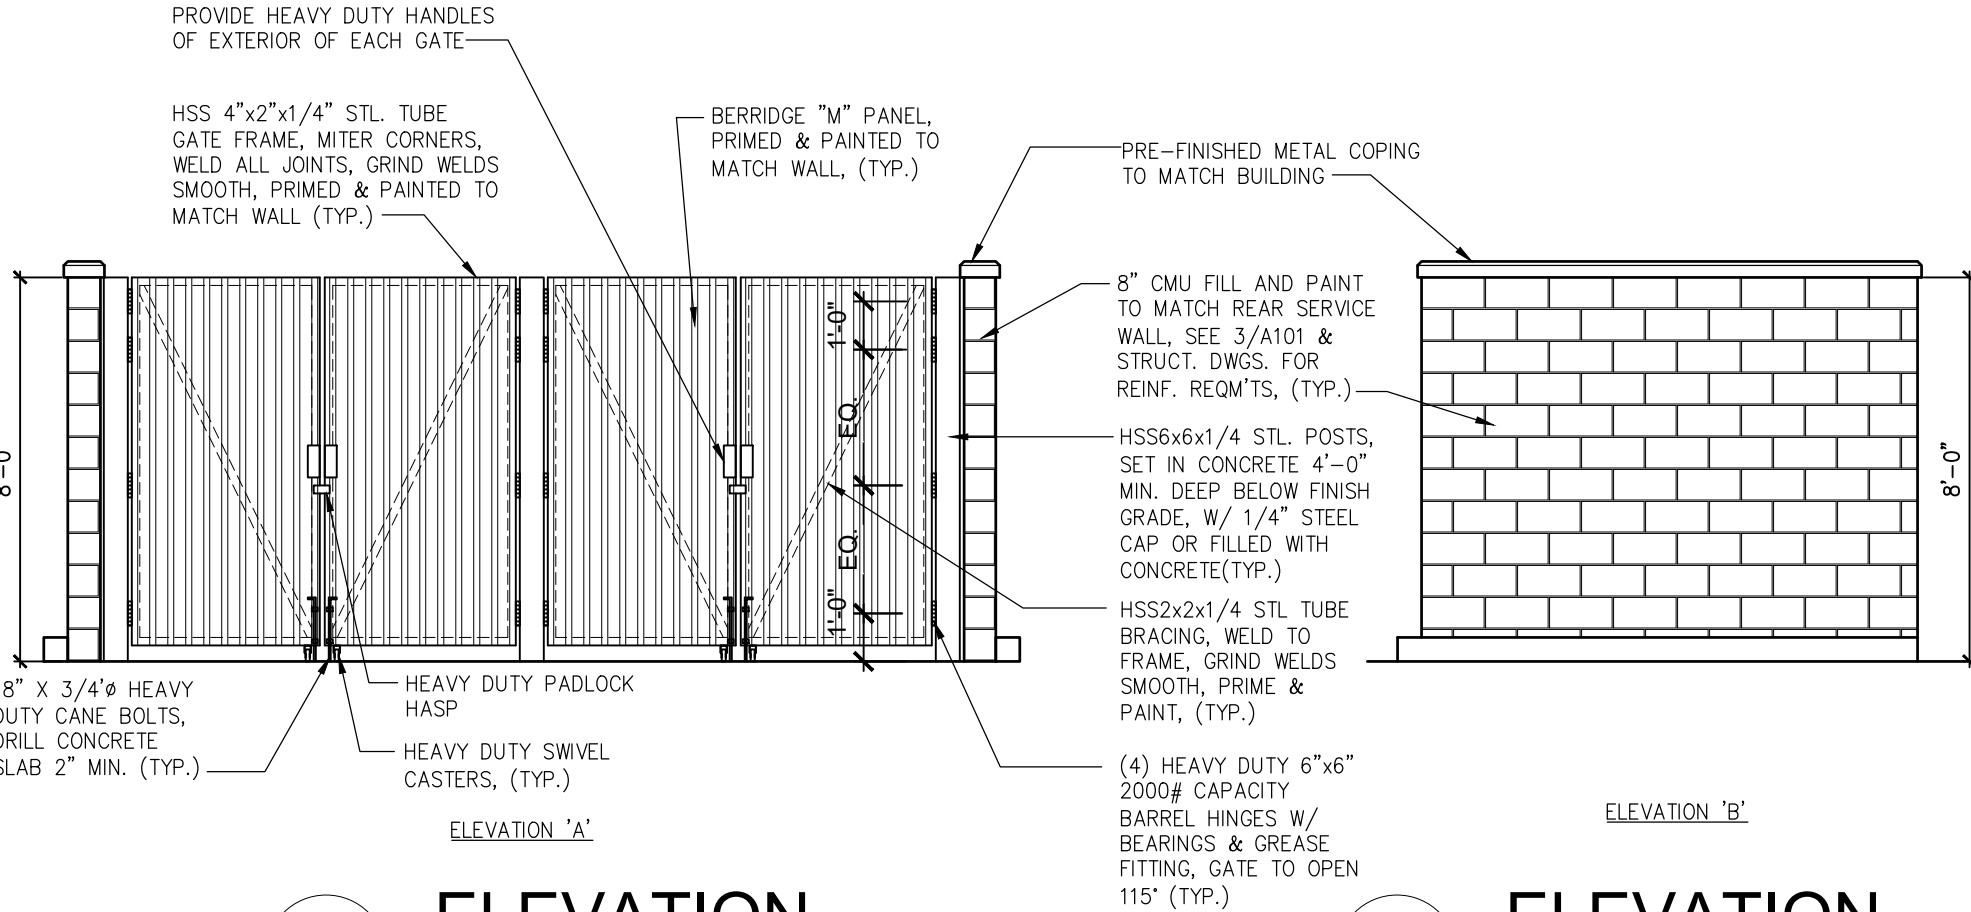 PROVIDE HEAVY DUTY HANDLES
OF EXTERIOR OF EACH GATE
HSS 4”x2”x1/4” STL. TUBE
GATE FRAME, MITER CORNERS,
WELD ALL JOINTS, GRIND WELDS
SMOOTH, PRIMED & PAINTED TO
MATCH WALL (TYP.)
BERRIDGE ”M” PANEL,
PRIMED & PAINTED TO
MATCH WALL, (TYP.)
PRE-FINISHED METAL COPING
TO MATCH BUILDING
8” CMU FILL AND PAINT
TO MATCH REAR SERVICE
WALL, SEE 3/A101 &
STRUCT. DWGS. FOR
REINF. REQM'TS, (TYP.)
HSS6x6x1/4 STL. POSTS,
SET IN CONCRETE 4'-0”
MIN. DEEP BELOW FINISH
GRADE, W/ 1/4” STEEL
CAP OR FILLED WITH
CONCRETE(TYP.)
HSS2x2x1/4 STL TUBE
BRACING, WELD TO
FRAME, GRIND WELDS
SMOOTH, PRIME &
PAINT, (TYP.)
(4) HEAVY DUTY 6”x6”
2000# CAPACITY
BARREL HINGES W/
BEARINGS & GREASE
FITTING, GATE TO OPEN
115° (TYP.)
8'-0
1'-0"
EQ.
EQ.
1'-0"
8'-0"
8” X 3/4'ø HEAVY
DUTY CANE BOLTS,
DRILL CONCRETE
SLAB 2” MIN. (TYP.)
HEAVY DUTY PADLOCK
HASP
HEAVY DUTY SWIVEL
CASTERS, (TYP.)
ELEVATION 'A'
ELEVATION 'B'
ELEVATION
ELEVATION